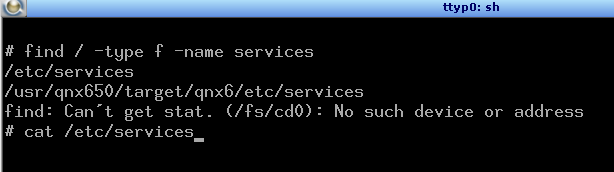 ttyp0: sh
# find / -type f -name services
/etc/services
/usr/qnx650/target/qnx6/etc/services
find: Can´t get stat. (/fs/cd0): No such device or address
# cat /etc/services_